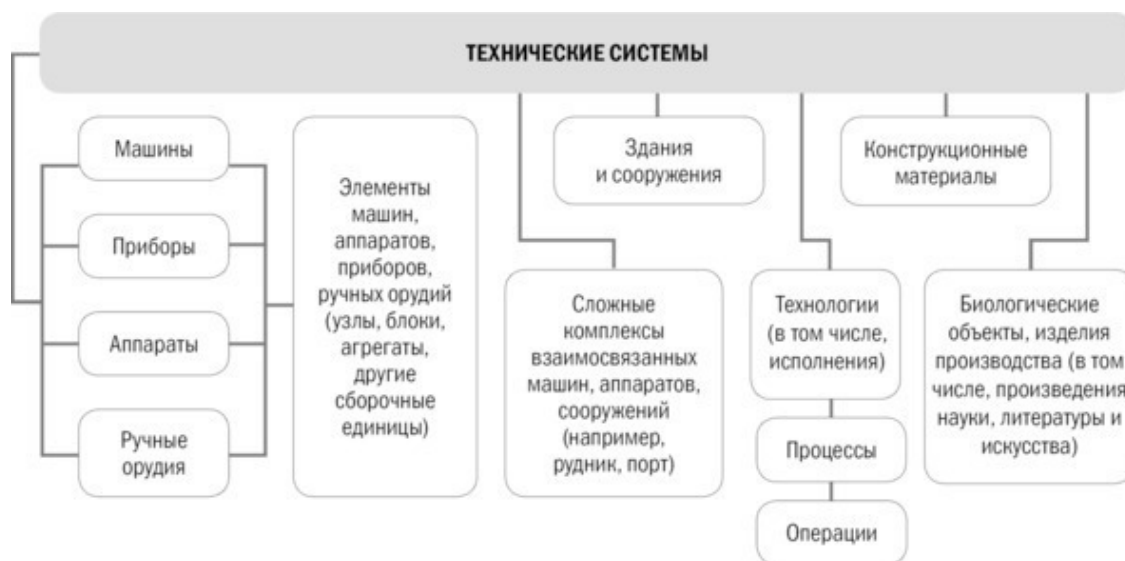 ТЕХНИЧЕСКИЕ СИСТЕМЫ
Машины
Приборы
Аппараты
Ручные
орудия
Элементы
машин,
аппаратов,
приборов,
ручных орудий
(узлы, блоки,
агрегаты,
другие
сборочные
единицы)
Здания
и сооружения
Сложные
комплексы
взаимосвязанных
машин, аппаратов,
сооружений
(например,
рудник, порт)
Конструкционные
материалы
Технологии
(в том числе,
исполнения)
Процессы
Операции
Биологические
объекты, изделия
производства (в том
числе, произведения
науки, литературы и
искусства)